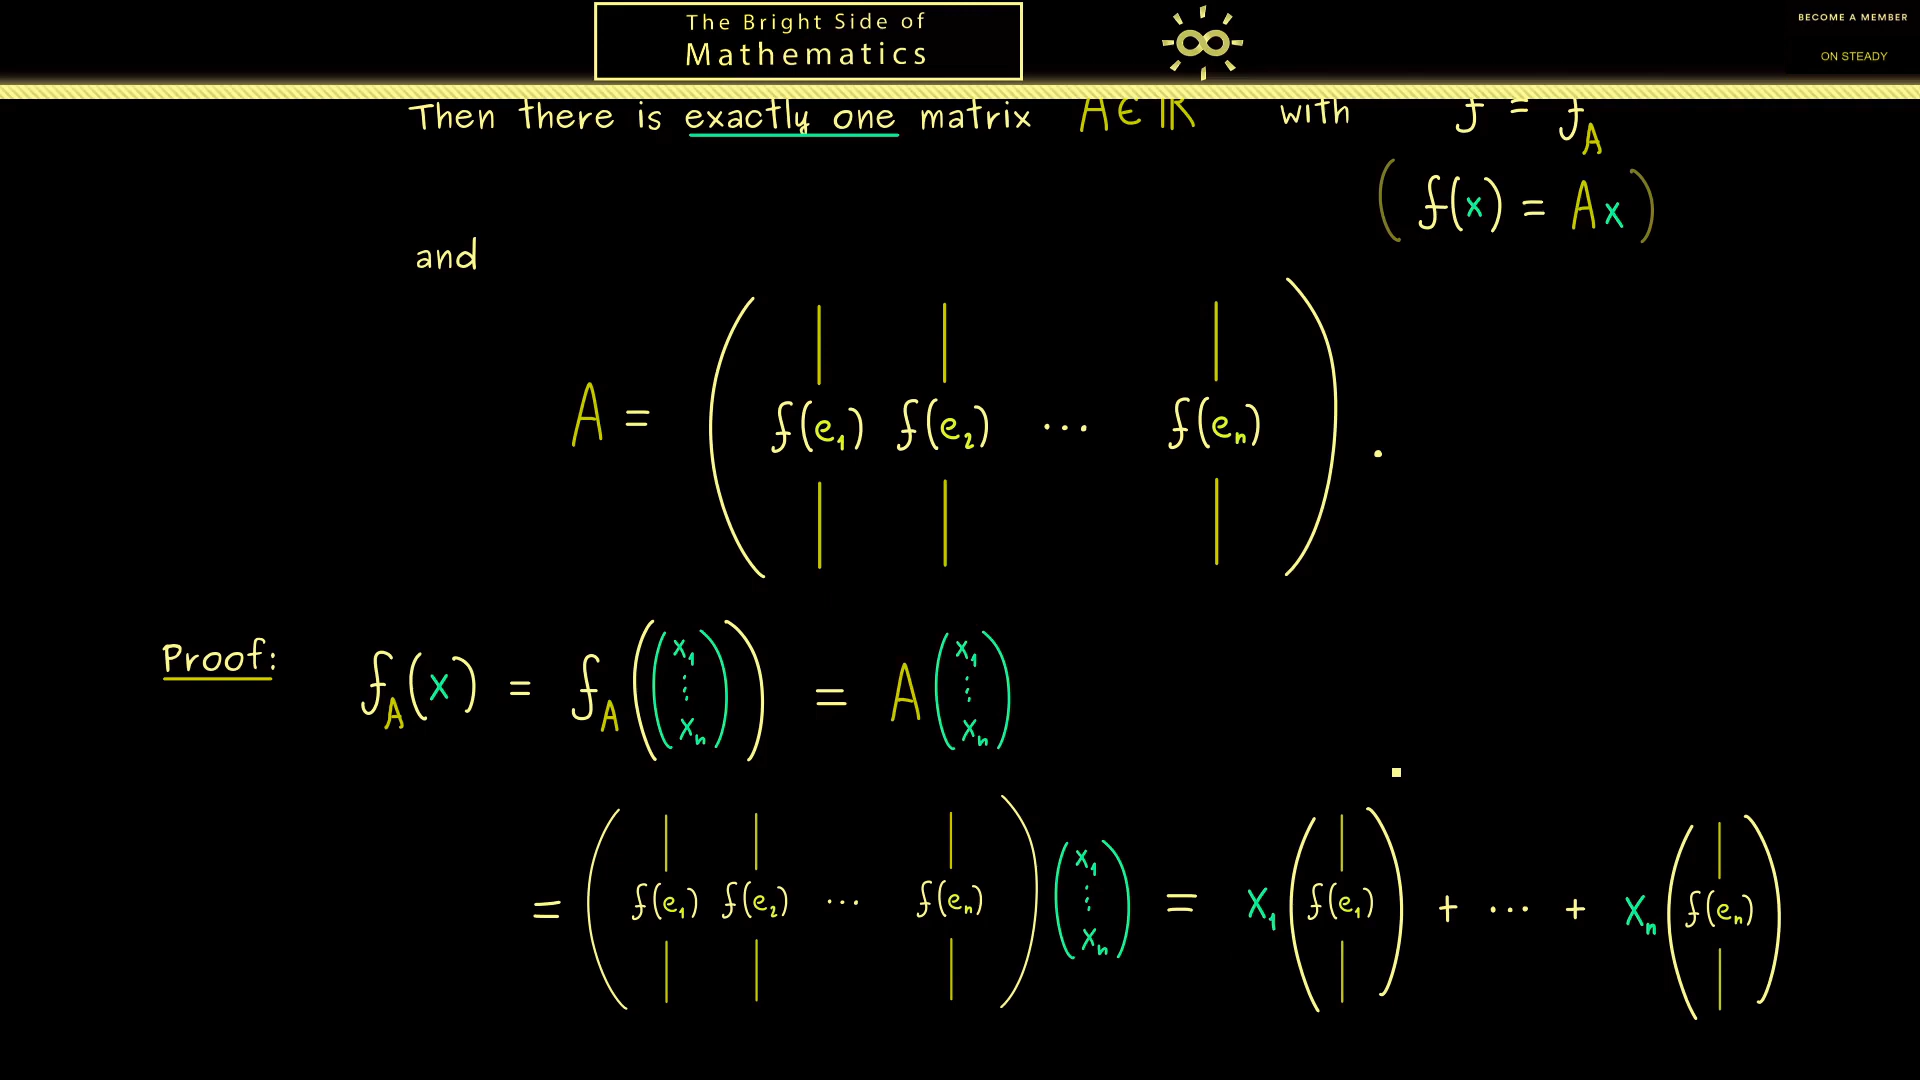 The Bright Side of
Mathematics
BECOME A MEMBER
ON STEADY
Then there is exactly one matrix A ∈ ℝ with f = f_A
( f(x) = A x )
and
A = ( f(e₁) f(e₂) ⋯ f(eₙ) ) .
Proof: f_A(x) = f_A((x₁ ⋮ xₙ)) = A (x₁ ⋮ xₙ)
= ( f(e₁) f(e₂) ⋯ f(eₙ) ) (x₁ ⋮ xₙ) = x₁ ( f(e₁) ) + ⋯ + xₙ ( f(eₙ) )